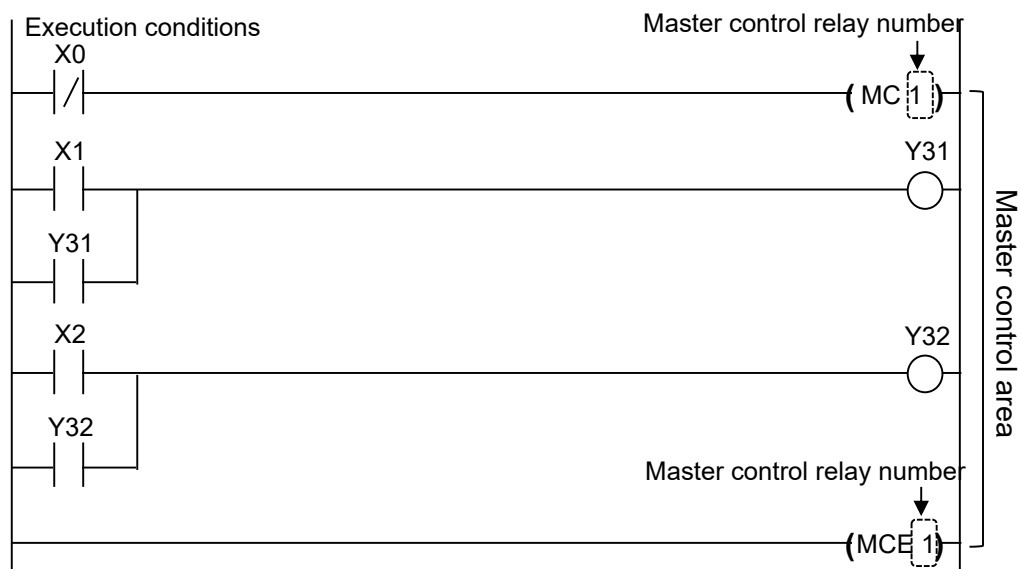 Execution conditions
Master control relay number
X0
( MC 1 )
X1
Y31
Y31
X2
Y32
Y32
Master control relay number
(MCE 1)
Master control area